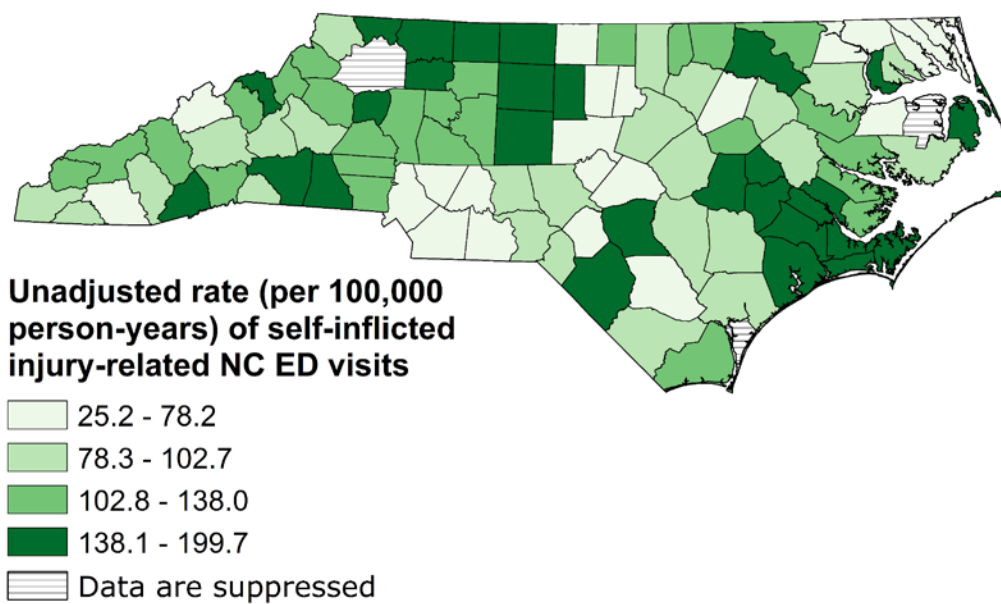 Unadjusted rate (per 100,000
person-years) of self-inflicted
injury-related NC ED visits
25.2 - 78.2
78.3 - 102.7
102.8 - 138.0
138.1 - 199.7
Data are suppressed